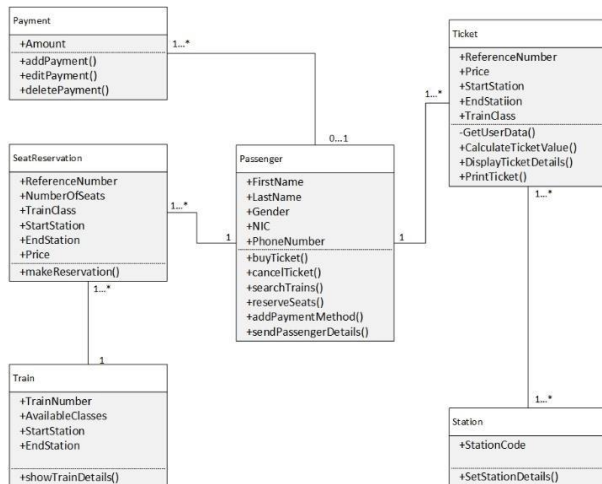 Payment
+Amount
+addPayment()
+editPayment()
+deletePayment()
1...*
0...1
Ticket
+ReferenceNumber
+Price
+StartStation
+EndStatiion
+TrainClass
-GetUserData()
+CalculateTicketValue()
+DisplayTicketDetails()
+PrintTicket()
1...*
1...*
SeatReservation
+ReferenceNumber
+NumberOfSeats
+TrainClass
+StartStation
+EndStation
+Price
+makeReservation()
1...*
1...*
Passenger
+FirstName
+LastName
+Gender
+NIC
+PhoneNumber
+buyTicket()
+cancelTicket()
+searchTrains()
+reserveSeats()
+addPaymentMethod()
+sendPassengerDetails()
1
1
1
Train
+TrainNumber
+AvailableClasses
+StartStation
+EndStation
+showTrainDetails()
1...*
Station
+StationCode
+SetStationDetails()